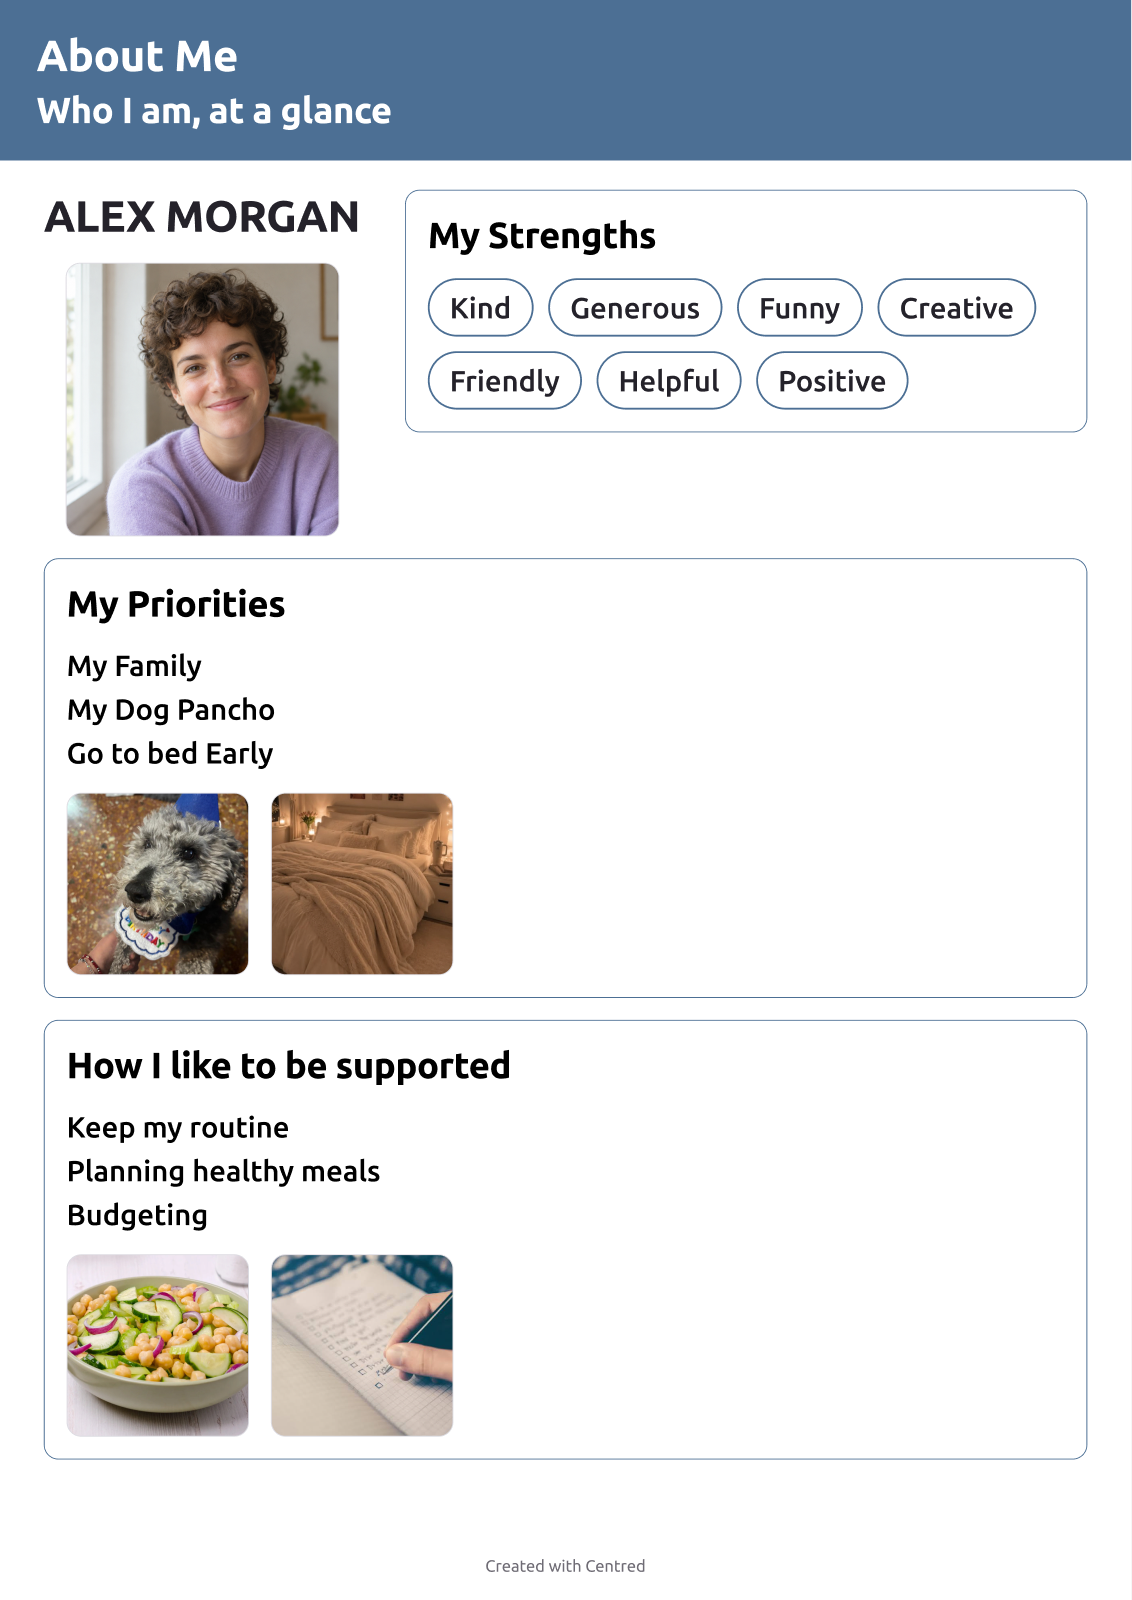 About Me
Who I am, at a glance
ALEX MORGAN
My Strengths
Kind
Generous
Funny
Creative
Friendly
Helpful
Positive
My Priorities
My Family
My Dog Pancho
Go to bed Early
How I like to be supported
Keep my routine
Planning healthy meals
Budgeting
Created with Centred